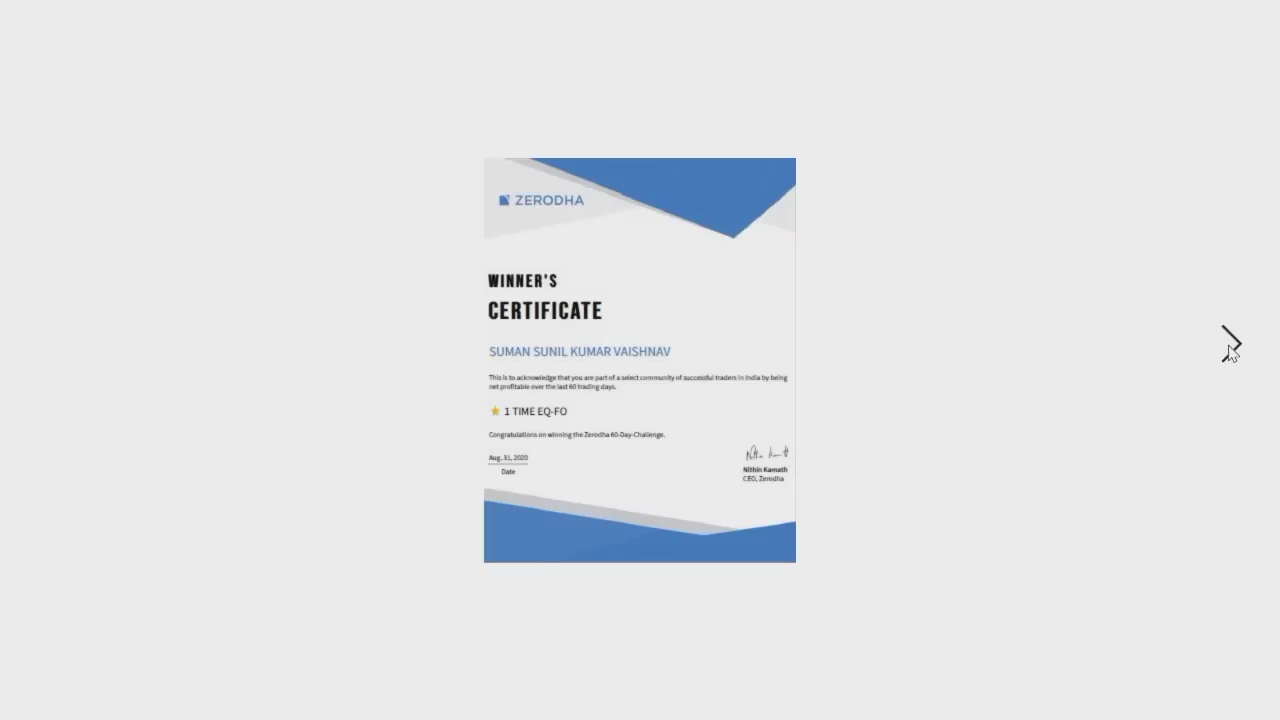 ZERODHA
WINNER'S
CERTIFICATE
SUMAN SUNIL KUMAR VAISHNAV
This is to acknowledge that you are part of a select community of successful traders in India by being
net profitable over the last 60 trading days.
1 TIME EQ-FO
Congratulations on winning the Zerodha 60-Day-Challenge.
Aug. 31, 2020
Date
Nithin Kamath
CEO, Zerodha